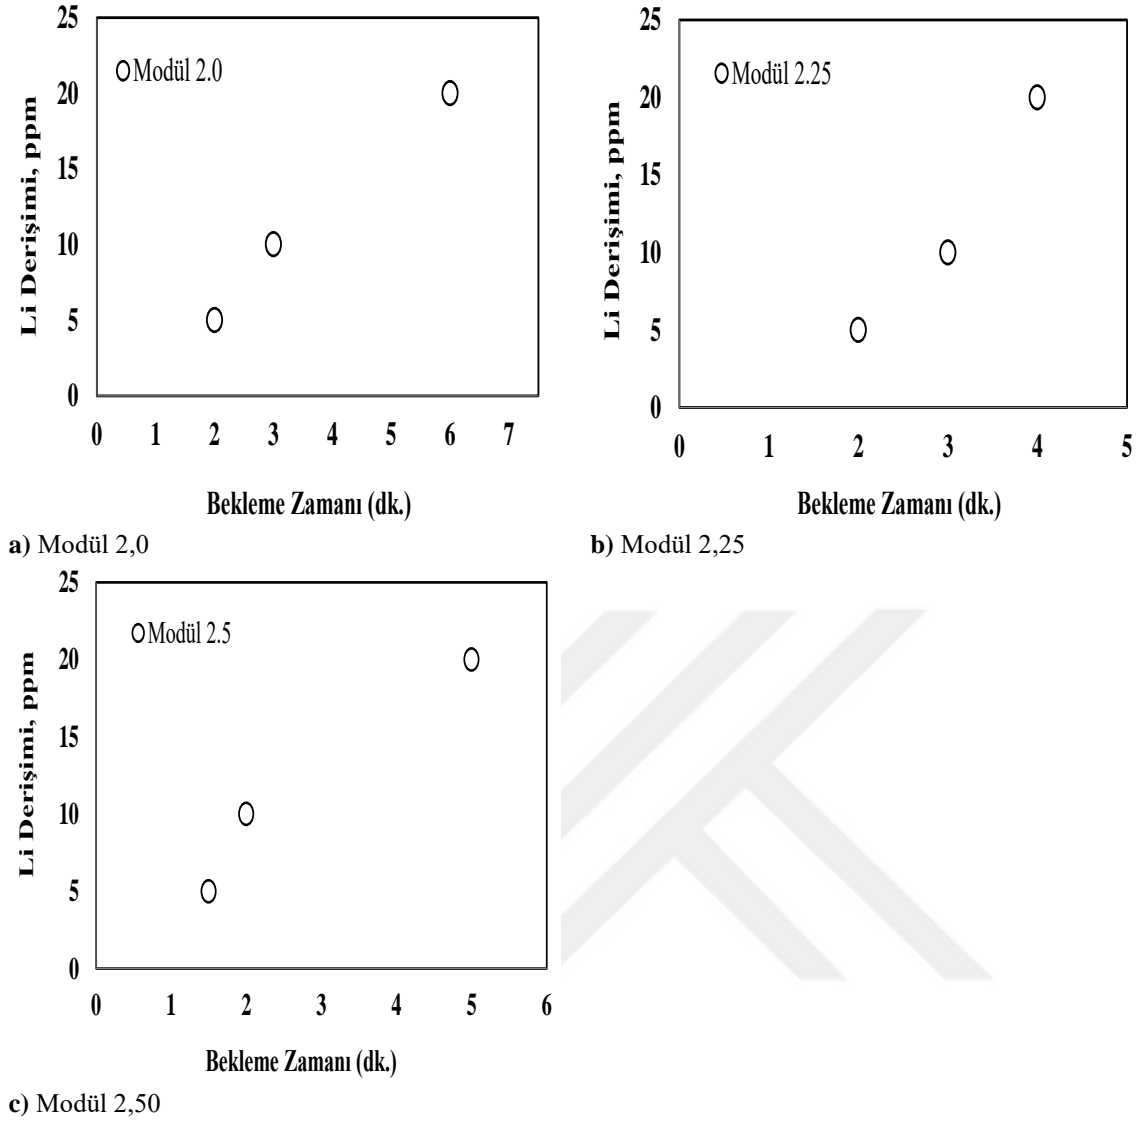 25
20
15
10
5
0
Li Derişimi, ppm
Modül 2.0
0 1 2 3 4 5 6 7
Bekleme Zamanı (dk.)
a) Modül 2,0
25
20
15
10
5
0
Li Derişimi, ppm
Modül 2.25
0 1 2 3 4 5
Bekleme Zamanı (dk.)
b) Modül 2,25
25
20
15
10
5
0
Li Derişimi, ppm
Modül 2.5
0 1 2 3 4 5 6
Bekleme Zamanı (dk.)
c) Modül 2,50